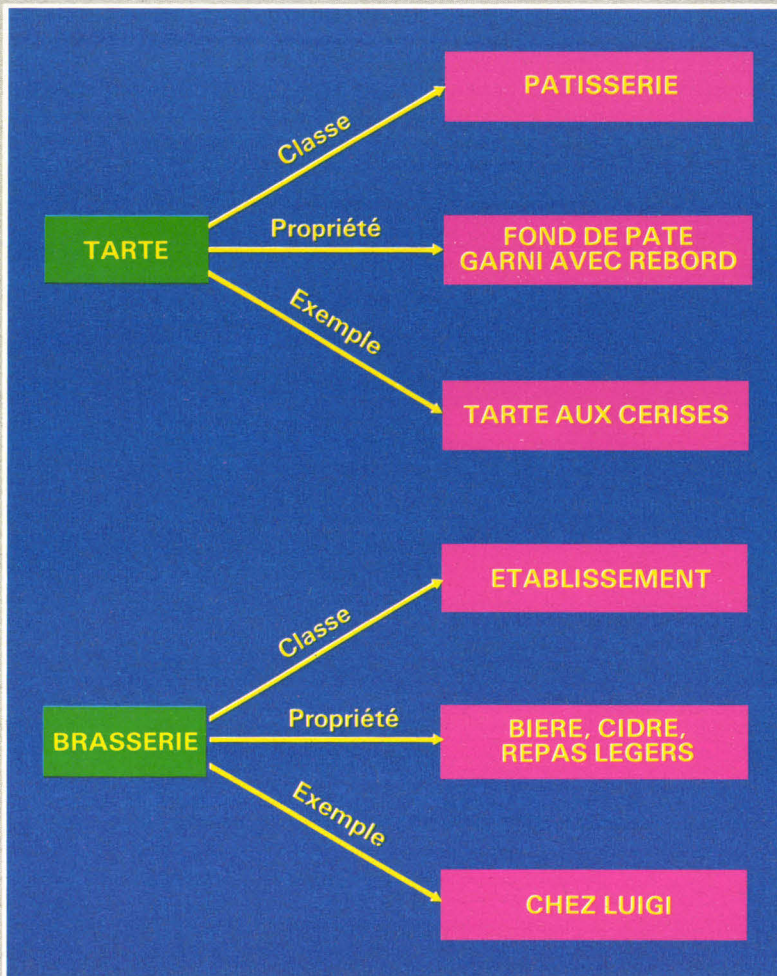 PATISSERIE
Classe
TARTE
Propriété
FOND DE PATE
GARNI AVEC REBORD
Exemple
TARTE AUX CERISES
ETABLISSEMENT
Classe
BRASSERIE
Propriété
BIERE, CIDRE,
REPAS LEGERS
Exemple
CHEZ LUIGI